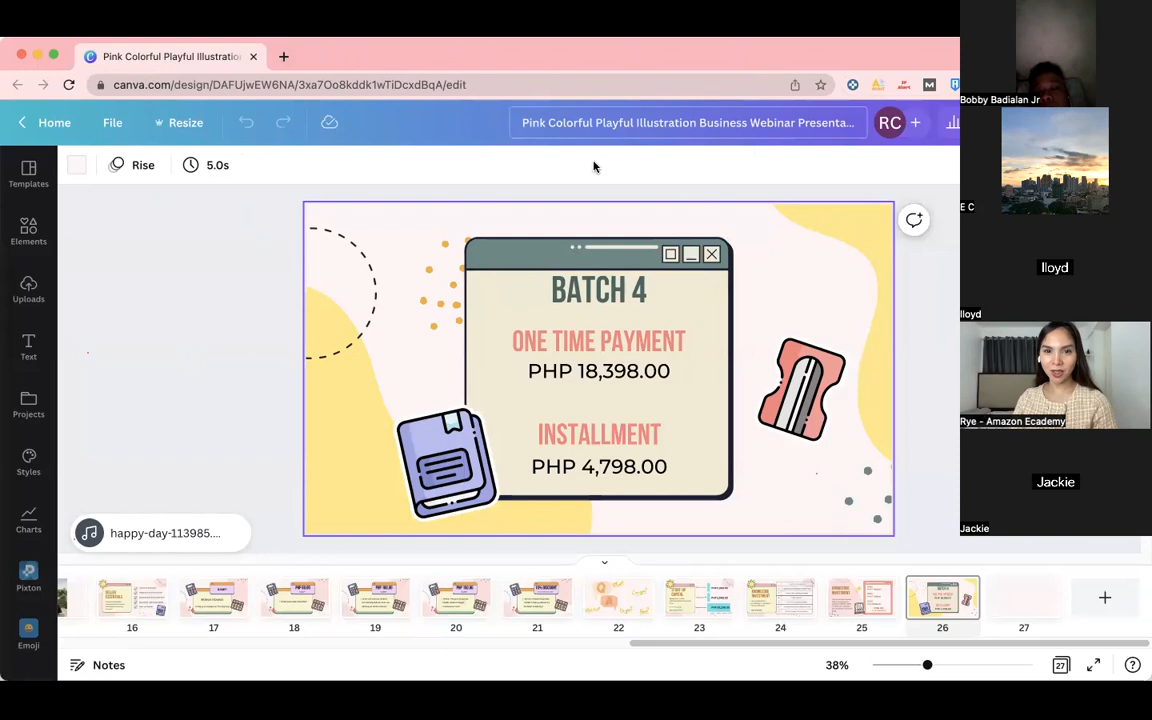 Pink Colorful Playful Illustratio
canva.com/design/DAFUjwEW6NA/3xa7Oo8kddk1wTiDcxdBqA/edit
Home
File
Resize
Pink Colorful Playful Illustration Business Webinar Presenta...
RC
Rise
5.0s
Templates
Elements
Uploads
Text
Projects
Styles
Charts
Pixton
Emoji
BATCH 4
ONE TIME PAYMENT
PHP 18,398.00
INSTALLMENT
PHP 4,798.00
happy-day-113985....
16
17
18
19
20
21
22
23
24
25
26
27
Notes
38%
27
Bobby Badialan Jr
E C
lloyd
lloyd
Rye - Amazon Ecademy
Jackie
Jackie